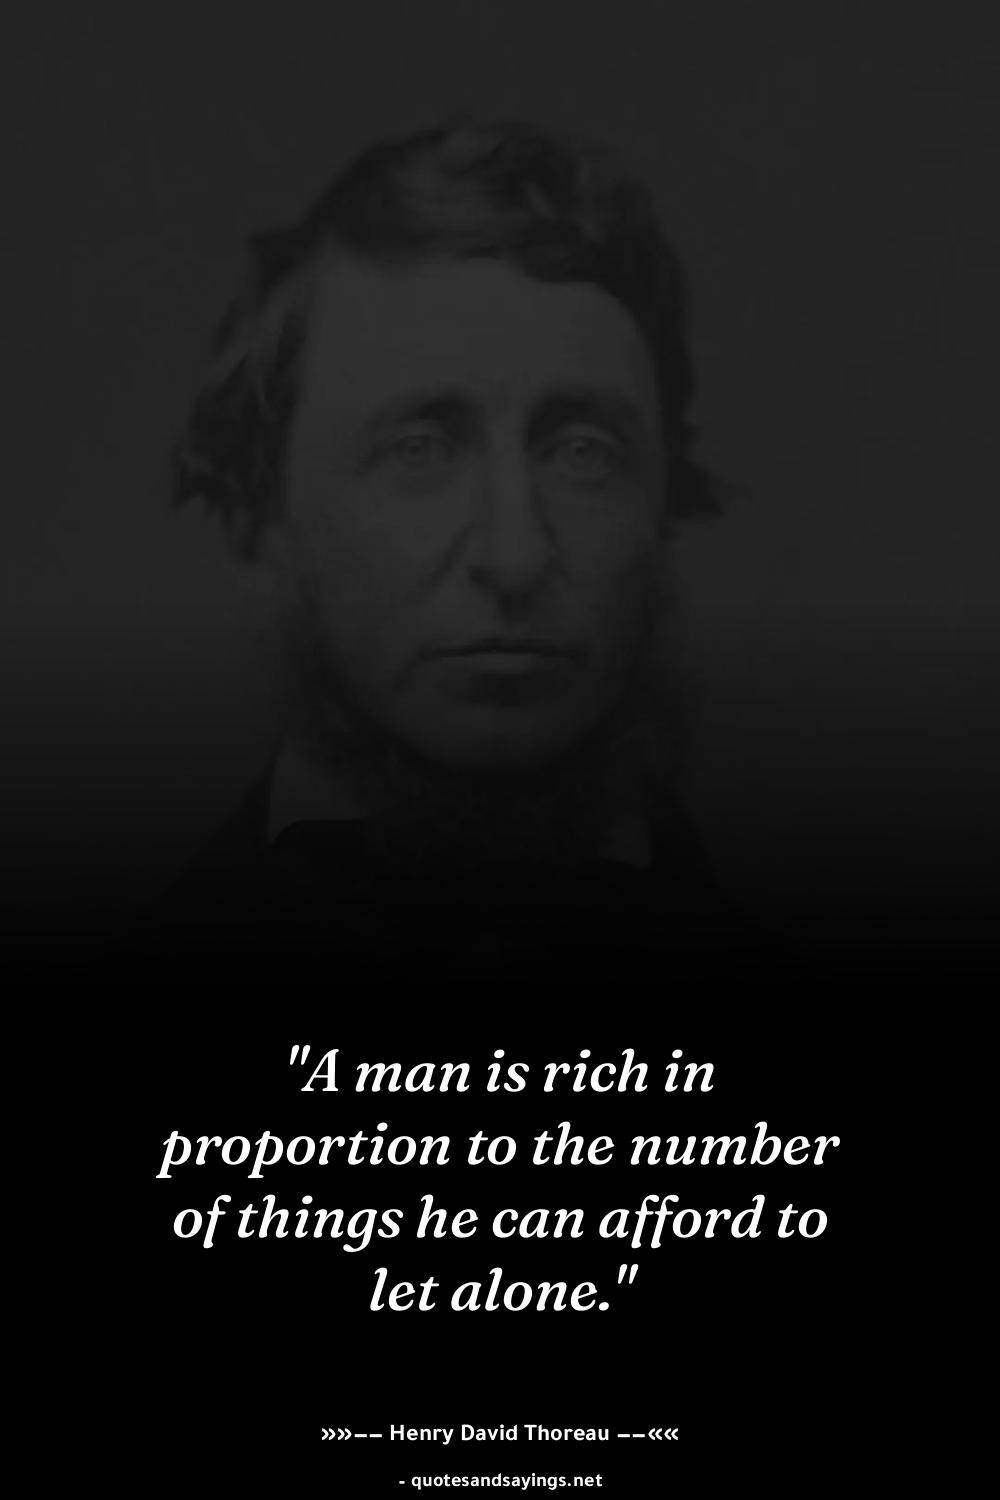 "A man is rich in
proportion to the number
of things he can afford to
let alone."
»»−− Henry David Thoreau −−««
- quotesandsayings.net